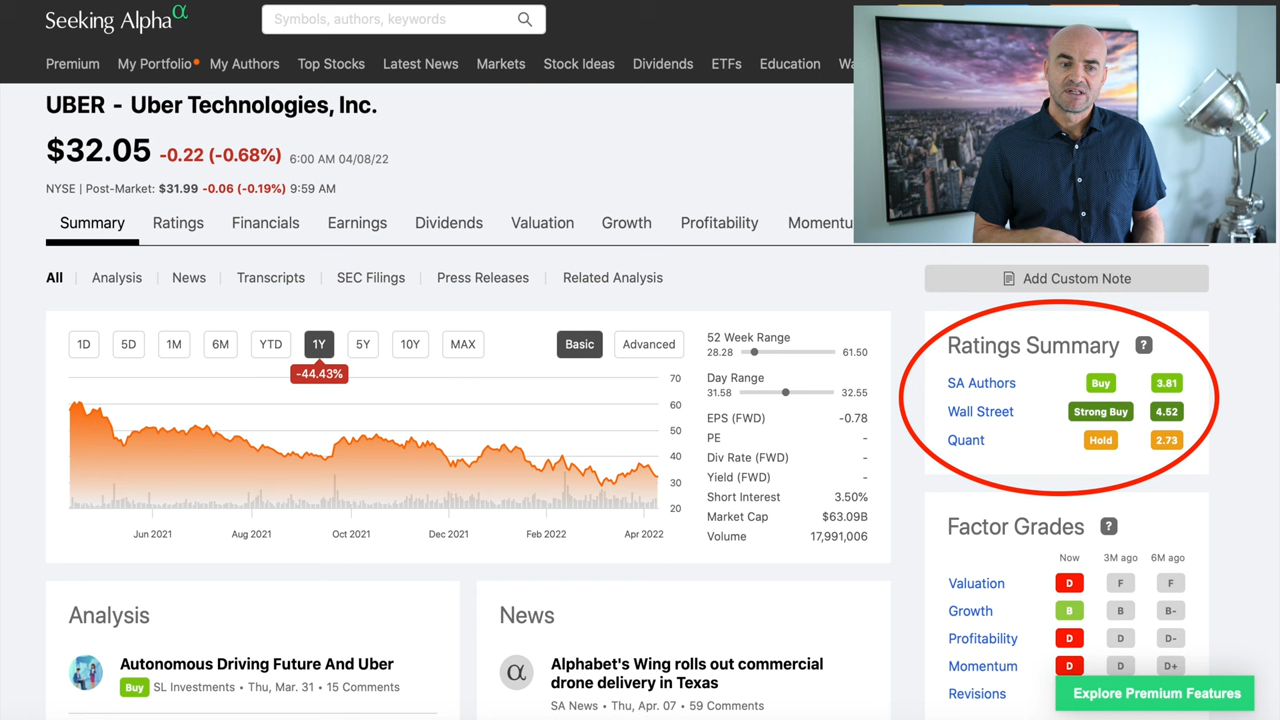 Seeking Alpha α
Symbols, authors, keywords
Premium My Portfolio My Authors Top Stocks Latest News Markets Stock Ideas Dividends ETFs Education
UBER - Uber Technologies, Inc.
$32.05 -0.22 (-0.68%) 6:00 AM 04/08/22
NYSE | Post-Market: $31.99 -0.06 (-0.19%) 9:59 AM
Summary Ratings Financials Earnings Dividends Valuation Growth Profitability Momentu
All Analysis News Transcripts SEC Filings Press Releases Related Analysis
Add Custom Note
1D 5D 1M 6M YTD 1Y 5Y 10Y MAX Basic Advanced
-44.43%
70
60
50
40
30
20
Jun 2021 Aug 2021 Oct 2021 Dec 2021 Feb 2022 Apr 2022
52 Week Range
28.28 61.50
Day Range
31.58 32.55
EPS (FWD) -0.78
PE -
Div Rate (FWD) -
Yield (FWD) -
Short Interest 3.50%
Market Cap $63.09B
Volume 17,991,006
Ratings Summary ?
SA Authors Buy 3.81
Wall Street Strong Buy 4.52
Quant Hold 2.73
Factor Grades ?
Now 3M ago 6M ago
Valuation D F F
Growth B B B-
Profitability D D D-
Momentum D D D+
Revisions
Explore Premium Features
Analysis
Autonomous Driving Future And Uber
Buy SL Investments • Thu, Mar. 31 • 15 Comments
News
α
Alphabet's Wing rolls out commercial
drone delivery in Texas
SA News • Thu, Apr. 07 • 59 Comments